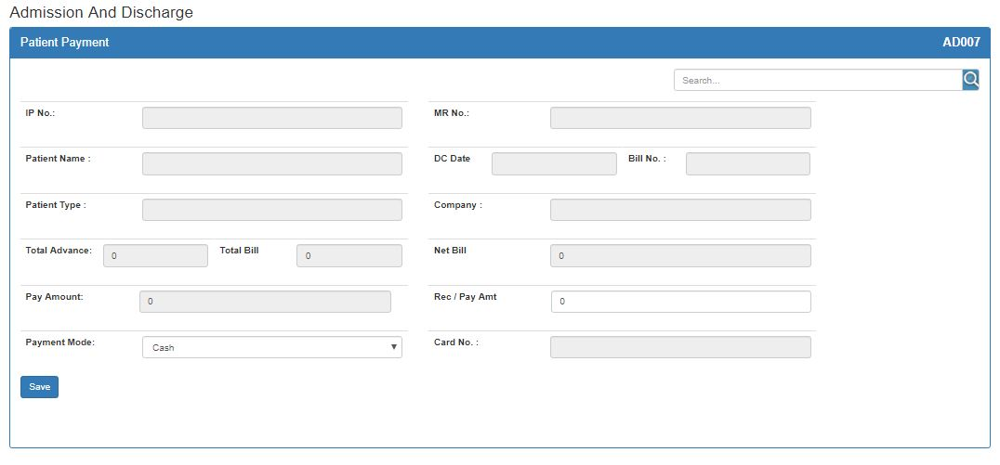 Admission And Discharge
Patient Payment AD007
Search...
IP No.: MR No.:
Patient Name : DC Date Bill No. :
Patient Type : Company :
Total Advance: 0 Total Bill 0 Net Bill 0
Pay Amount: 0 Rec / Pay Amt 0
Payment Mode: Cash Card No. :
Save